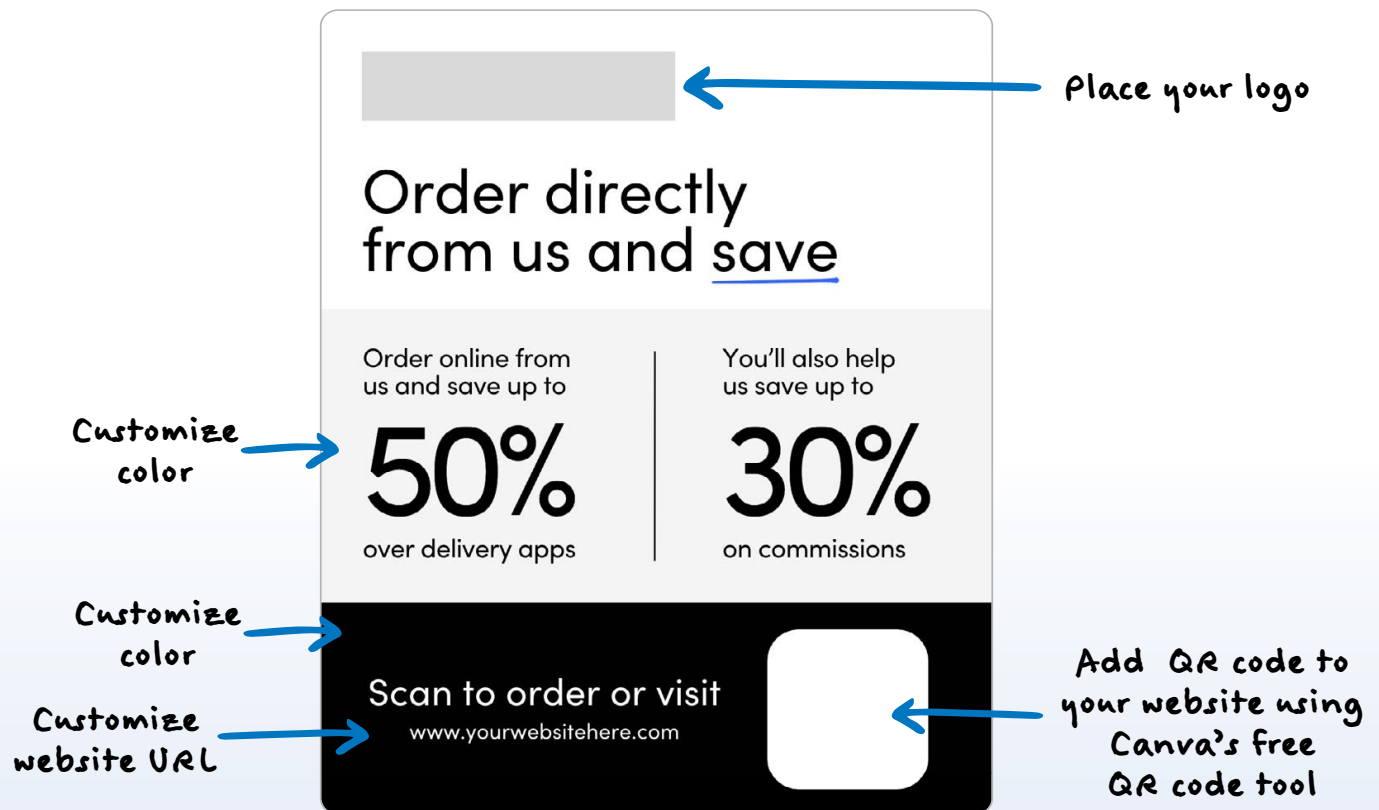 Place your logo
Order directly
from us and save
Order online from
us and save up to
50%
over delivery apps
You'll also help
us save up to
30%
on commissions
Customize
color
Customize
color
Scan to order or visit
www.yourwebsitehere.com
Customize
website URL
Add QR code to
your website using
Canva's free
QR code tool